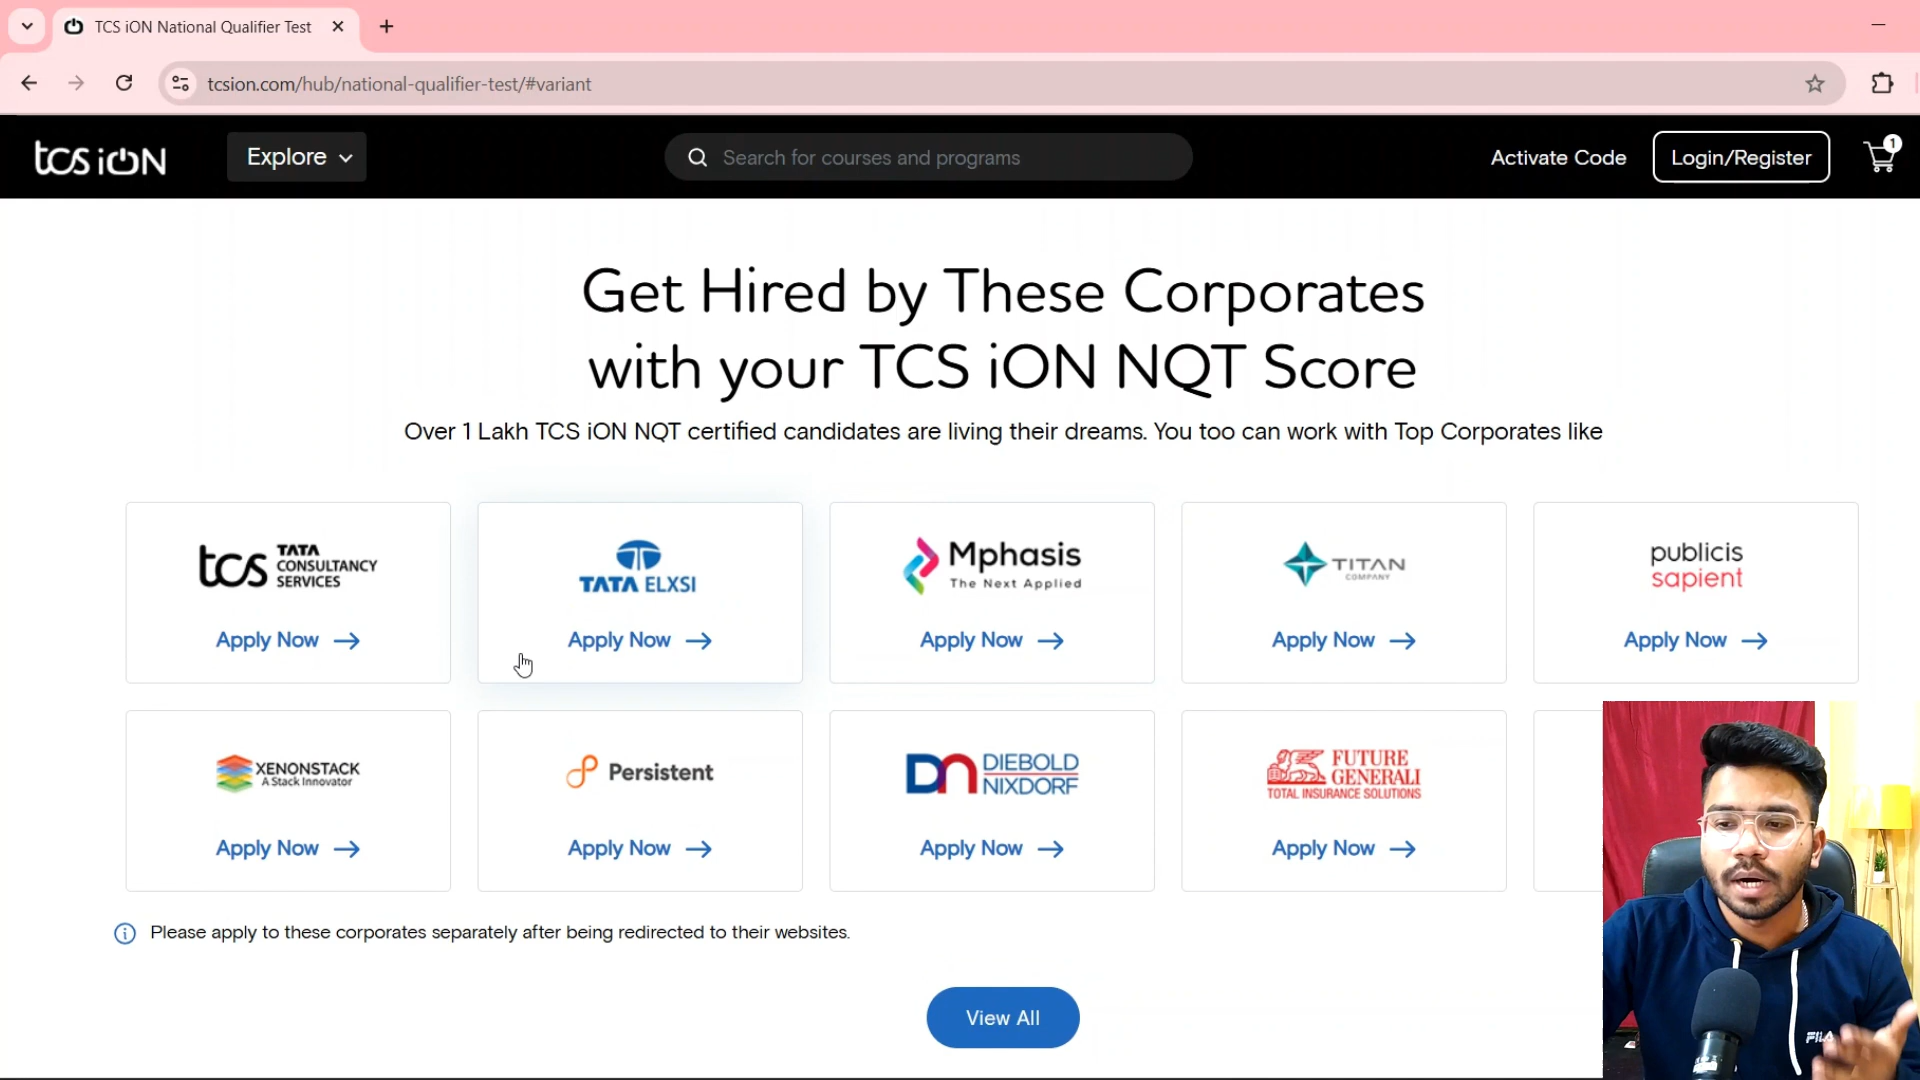 TCS iON National Qualifier Test
tcsion.com/hub/national-qualifier-test/#variant
tcs iON
Explore
Search for courses and programs
Activate Code
Login/Register
1
Get Hired by These Corporates
with your TCS iON NQT Score
Over 1 Lakh TCS iON NQT certified candidates are living their dreams. You too can work with Top Corporates like
tcs TATA
CONSULTANCY
SERVICES
Apply Now
TATA ELXSI
Apply Now
Mphasis
The Next Applied
Apply Now
TITAN
COMPANY
Apply Now
publicis
sapient
Apply Now
XENONSTACK
A Stack Innovator
Apply Now
Persistent
Apply Now
DN DIEBOLD
NIXDORF
Apply Now
FUTURE
GENERALI
TOTAL INSURANCE SOLUTIONS
Apply Now
Please apply to these corporates separately after being redirected to their websites.
View All
FILA